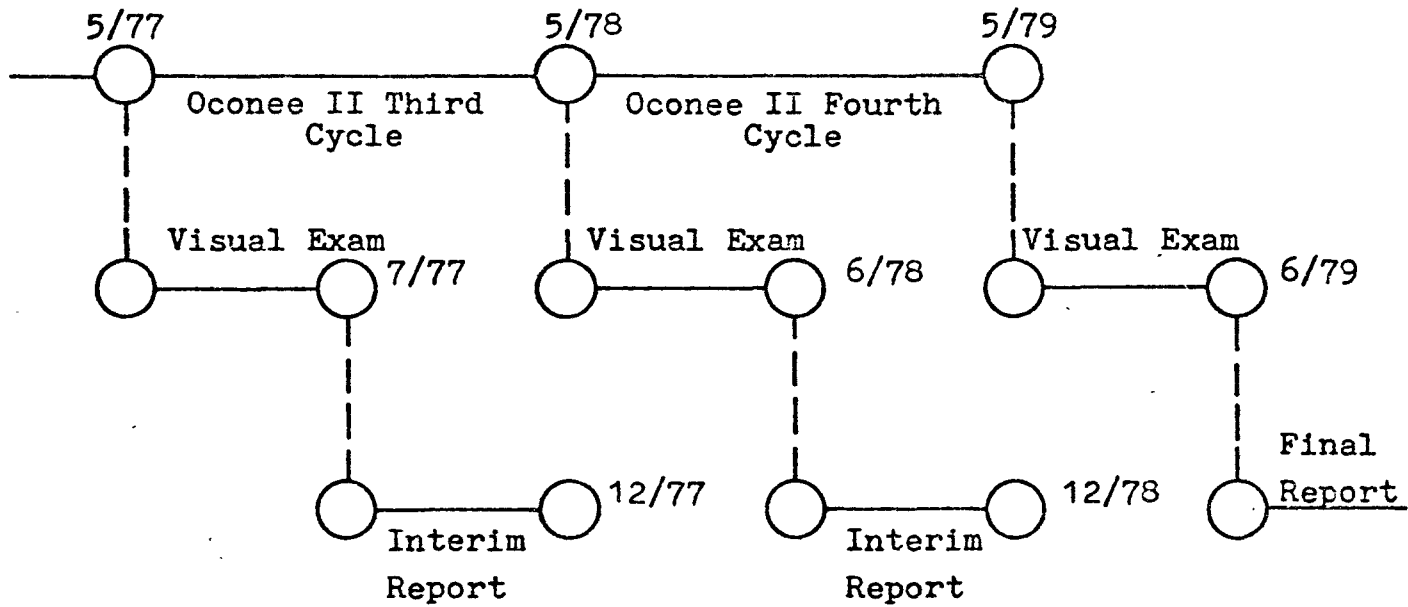 5/77
5/78
5/79
Oconee II Third
Cycle
Oconee II Fourth
Cycle
Visual Exam
7/77
Visual Exam
6/78
Visual Exam
6/79
12/77
Interim
Report
12/78
Interim
Report
Final
Report